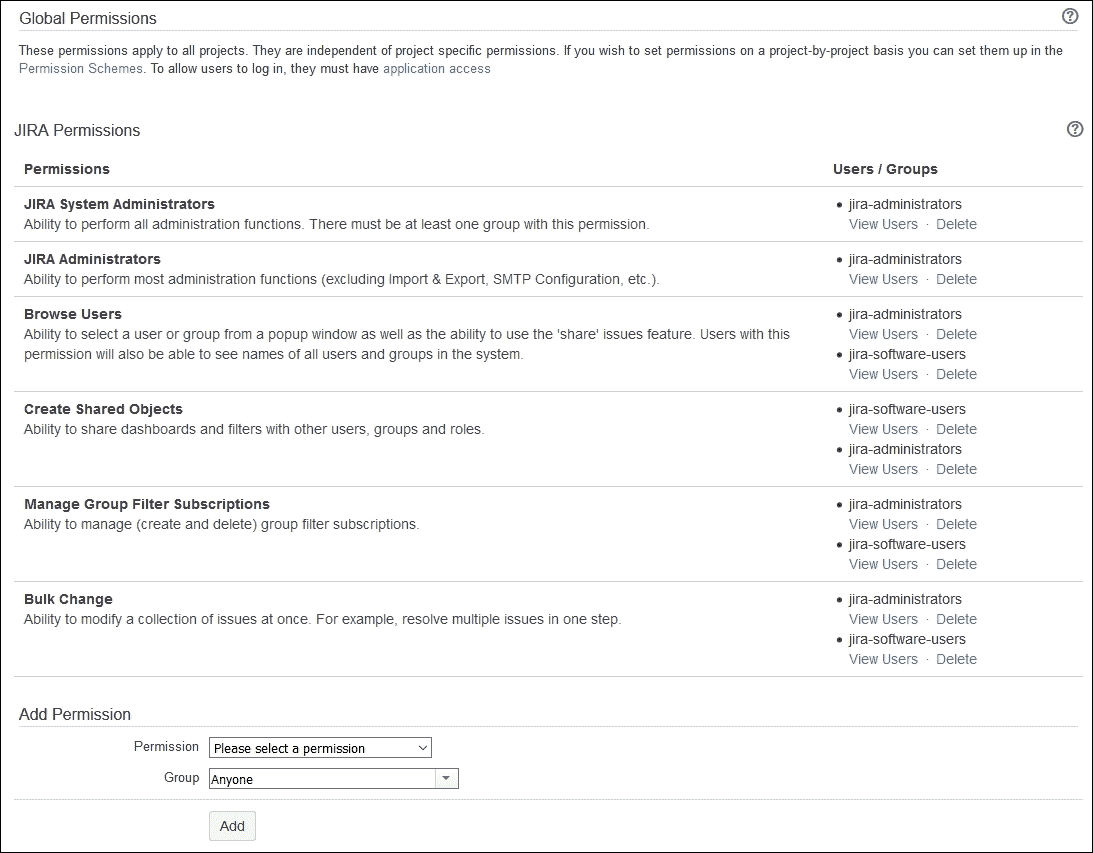 Global Permissions
These permissions apply to all projects. They are independent of project specific permissions. If you wish to set permissions on a project-by-project basis you can set them up in the
Permission Schemes. To allow users to log in, they must have application access
JIRA Permissions
Permissions
Users / Groups
JIRA System Administrators
Ability to perform all administration functions. There must be at least one group with this permission.
jira-administrators
View Users · Delete
JIRA Administrators
Ability to perform most administration functions (excluding Import & Export, SMTP Configuration, etc.).
jira-administrators
View Users · Delete
Browse Users
Ability to select a user or group from a popup window as well as the ability to use the 'share' issues feature. Users with this
permission will also be able to see names of all users and groups in the system.
jira-administrators
View Users · Delete
jira-software-users
View Users · Delete
Create Shared Objects
Ability to share dashboards and filters with other users, groups and roles.
jira-software-users
View Users · Delete
jira-administrators
View Users · Delete
Manage Group Filter Subscriptions
Ability to manage (create and delete) group filter subscriptions.
jira-administrators
View Users · Delete
jira-software-users
View Users · Delete
Bulk Change
Ability to modify a collection of issues at once. For example, resolve multiple issues in one step.
jira-administrators
View Users · Delete
jira-software-users
View Users · Delete
Add Permission
Permission Please select a permission
Group Anyone
Add